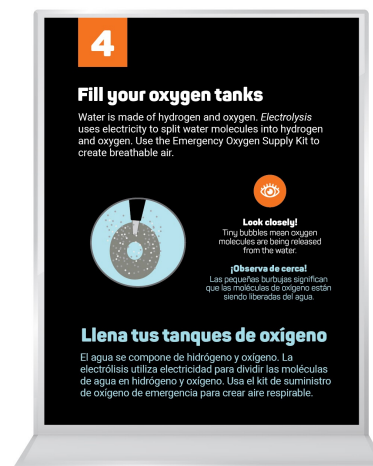 4
Fill your oxygen tanks
Water is made of hydrogen and oxygen. Electrolysis
uses electricity to split water molecules into hydrogen
and oxygen. Use the Emergency Oxygen Supply Kit to
create breathable air.
Look closely!
Tiny bubbles mean oxygen
molecules are being released
from the water.
¡Observa de cerca!
Las pequeñas burbujas significan
que las moléculas de oxígeno están
siendo liberadas del agua.
Llena tus tanques de oxígeno
El agua se compone de hidrógeno y oxígeno. La
electrólisis utiliza electricidad para dividir las moléculas
de agua en hidrógeno y oxígeno. Usa el kit de suministro
de oxígeno de emergencia para crear aire respirable.